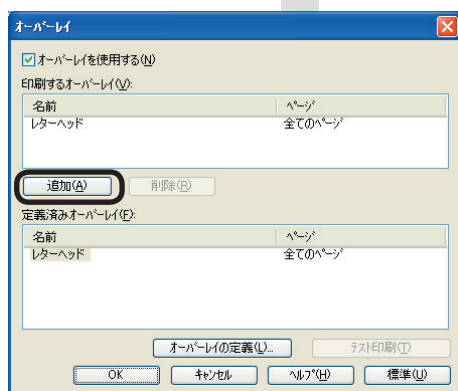 オーバーレイ
オーバーレイを使用する(N)
印刷するオーバーレイ(V):
名前 ページ
レターヘッド 全てのページ
追加(A) 削除(R)
定義済みオーバーレイ(F):
名前 ページ
レターヘッド 全てのページ
オーバーレイの定義(L)... テスト印刷(T)
OK キャンセル ヘルプ(H) 標準(U)